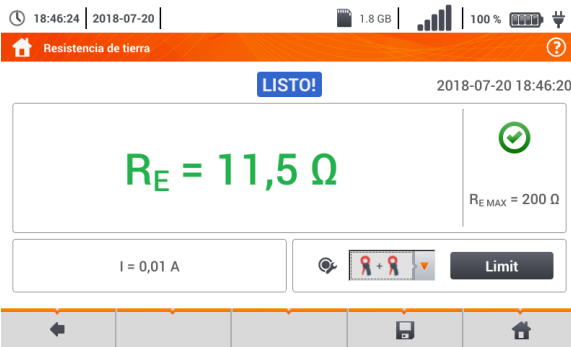 18:46:24 2018-07-20 1.8 GB 100 %
Resistencia de tierra ?
LISTO! 2018-07-20 18:46:20
RE = 11,5 Ω
RE MAX = 200 Ω
I = 0,01 A + Limit